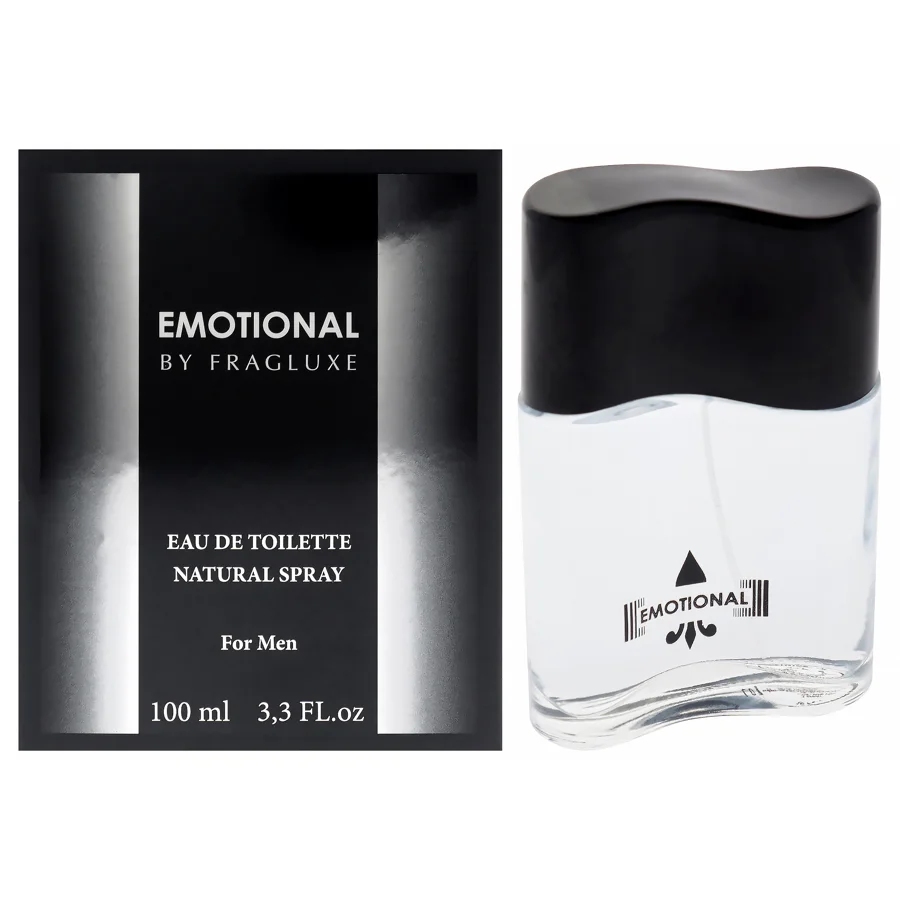 EMOTIONAL
BY FRAGLUXE
EAU DE TOILETTE
NATURAL SPRAY
For Men
100 ml 3,3 FL.oz
EMOTIONAL